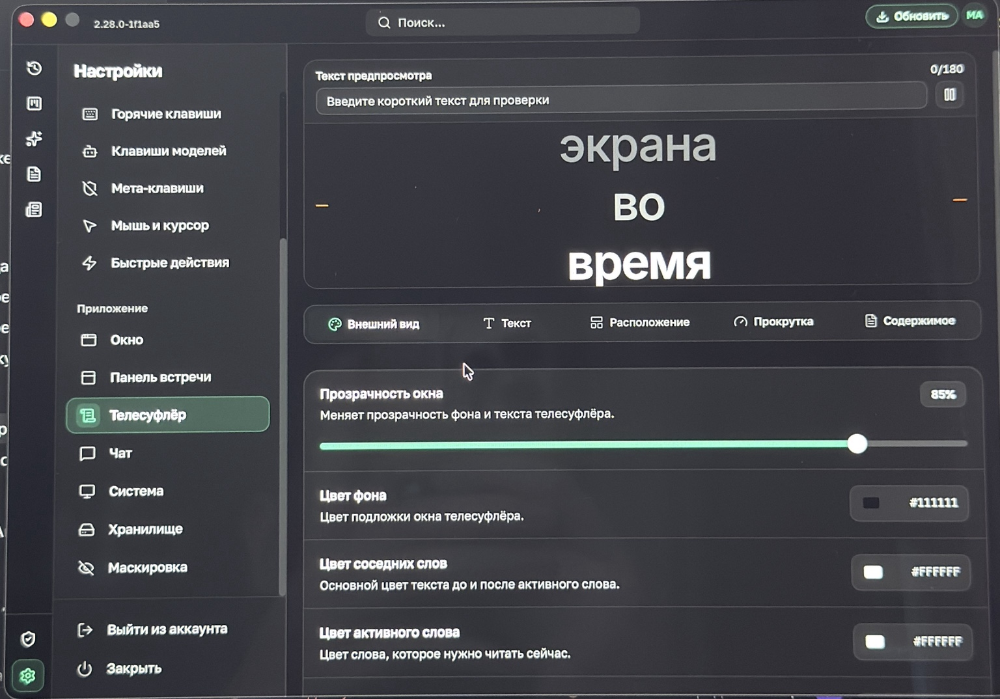 2.28.0-1f1aa5
Поиск...
Обновить
MA
Настройки
Горячие клавиши
Клавиши моделей
Мета-клавиши
Мышь и курсор
Быстрые действия
Приложение
Окно
Панель встречи
Телесуфлёр
Чат
Система
Хранилище
Маскировка
Выйти из аккаунта
Закрыть
Текст предпросмотра
0/180
Введите короткий текст для проверки
экрана
во
время
Внешний вид
Текст
Расположение
Прокрутка
Содержимое
Прозрачность окна
85%
Меняет прозрачность фона и текста телесуфлёра.
Цвет фона
#111111
Цвет подложки окна телесуфлёра.
Цвет соседних слов
#FFFFFF
Основной цвет текста до и после активного слова.
Цвет активного слова
#FFFFFF
Цвет слова, которое нужно читать сейчас.